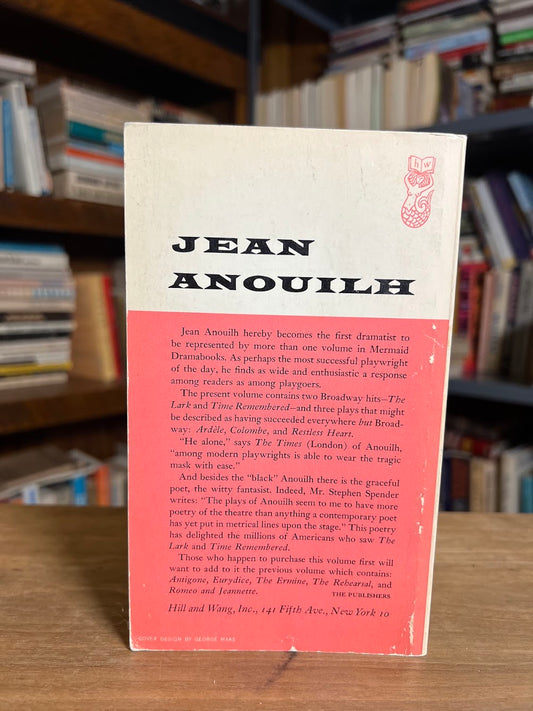 h w
JEAN
ANOUILH
Jean Anouilh hereby becomes the first dramatist to
be represented by more than one volume in Mermaid
Dramabooks. As perhaps the most successful playwright
of the day, he finds as wide and enthusiastic a response
among readers as among playgoers.
The present volume contains two Broadway hits—The
Lark and Time Remembered—and three plays that might
be described as having succeeded everywhere but Broad-
way: Ardèle, Colombe, and Restless Heart.
"He alone," says The Times (London) of Anouilh,
"among modern playwrights is able to wear the tragic
mask with ease."
And besides the "black" Anouilh there is the graceful
poet, the witty fantasist. Indeed, Mr. Stephen Spender
writes: "The plays of Anouilh seem to me to have more
poetry of the theatre than anything a contemporary poet
has yet put in metrical lines upon the stage." This poetry
has delighted the millions of Americans who saw The
Lark and Time Remembered.
Those who happen to purchase this volume first will
want to add to it the previous volume which contains:
Antigone, Eurydice, The Ermine, The Rehearsal, and
Romeo and Jeannette. THE PUBLISHERS
Hill and Wang, Inc., 141 Fifth Ave., New York 10
COVER DESIGN BY GEORGE